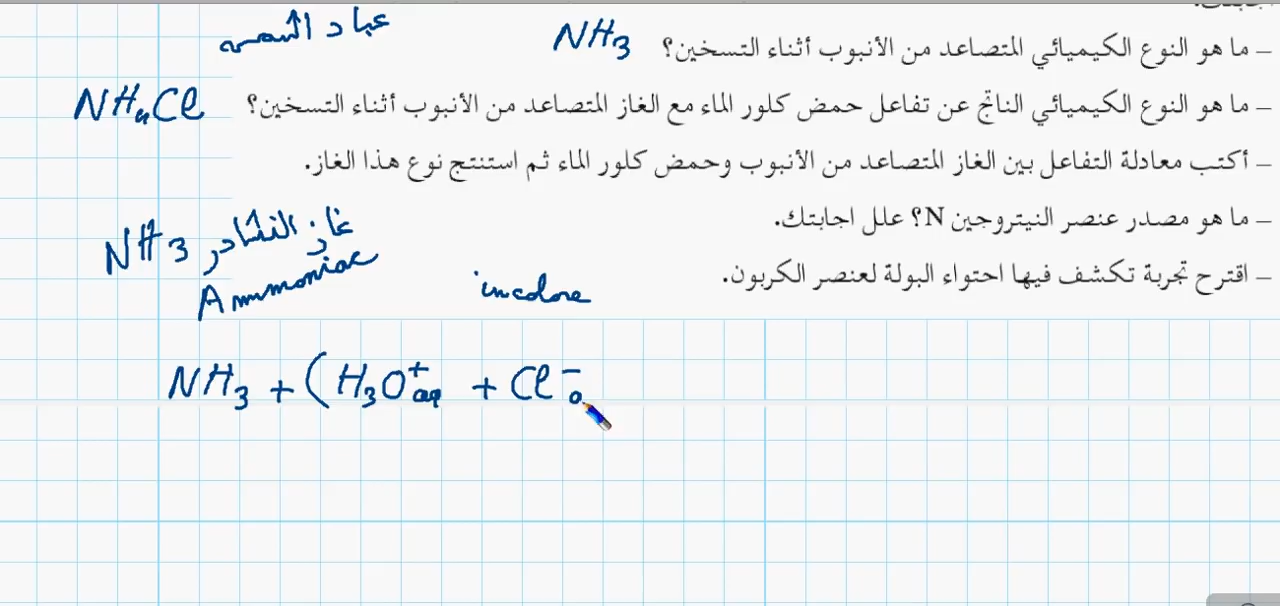 اجابتك.
عباد الشمس
– ما هو النوع الكيميائي المتصاعد من الأنبوب أثناء التسخين؟ NH3
– ما هو النوع الكيميائي الناتج عن تفاعل حمض كلور الماء مع الغاز المتصاعد من الأنبوب أثناء التسخين؟ NH4Cl
– أكتب معادلة التفاعل بين الغاز المتصاعد من الأنبوب وحمض كلور الماء ثم استنتج نوع هذا الغاز.
– ما هو مصدر عنصر النيتروجين N؟ علل اجابتك.
NH3 غاز النشادر
– اقترح تجربة تكشف فيها احتواء البولة لعنصر الكربون.
Ammoniac
incolore
NH3 + (H3O+aq + Cl-